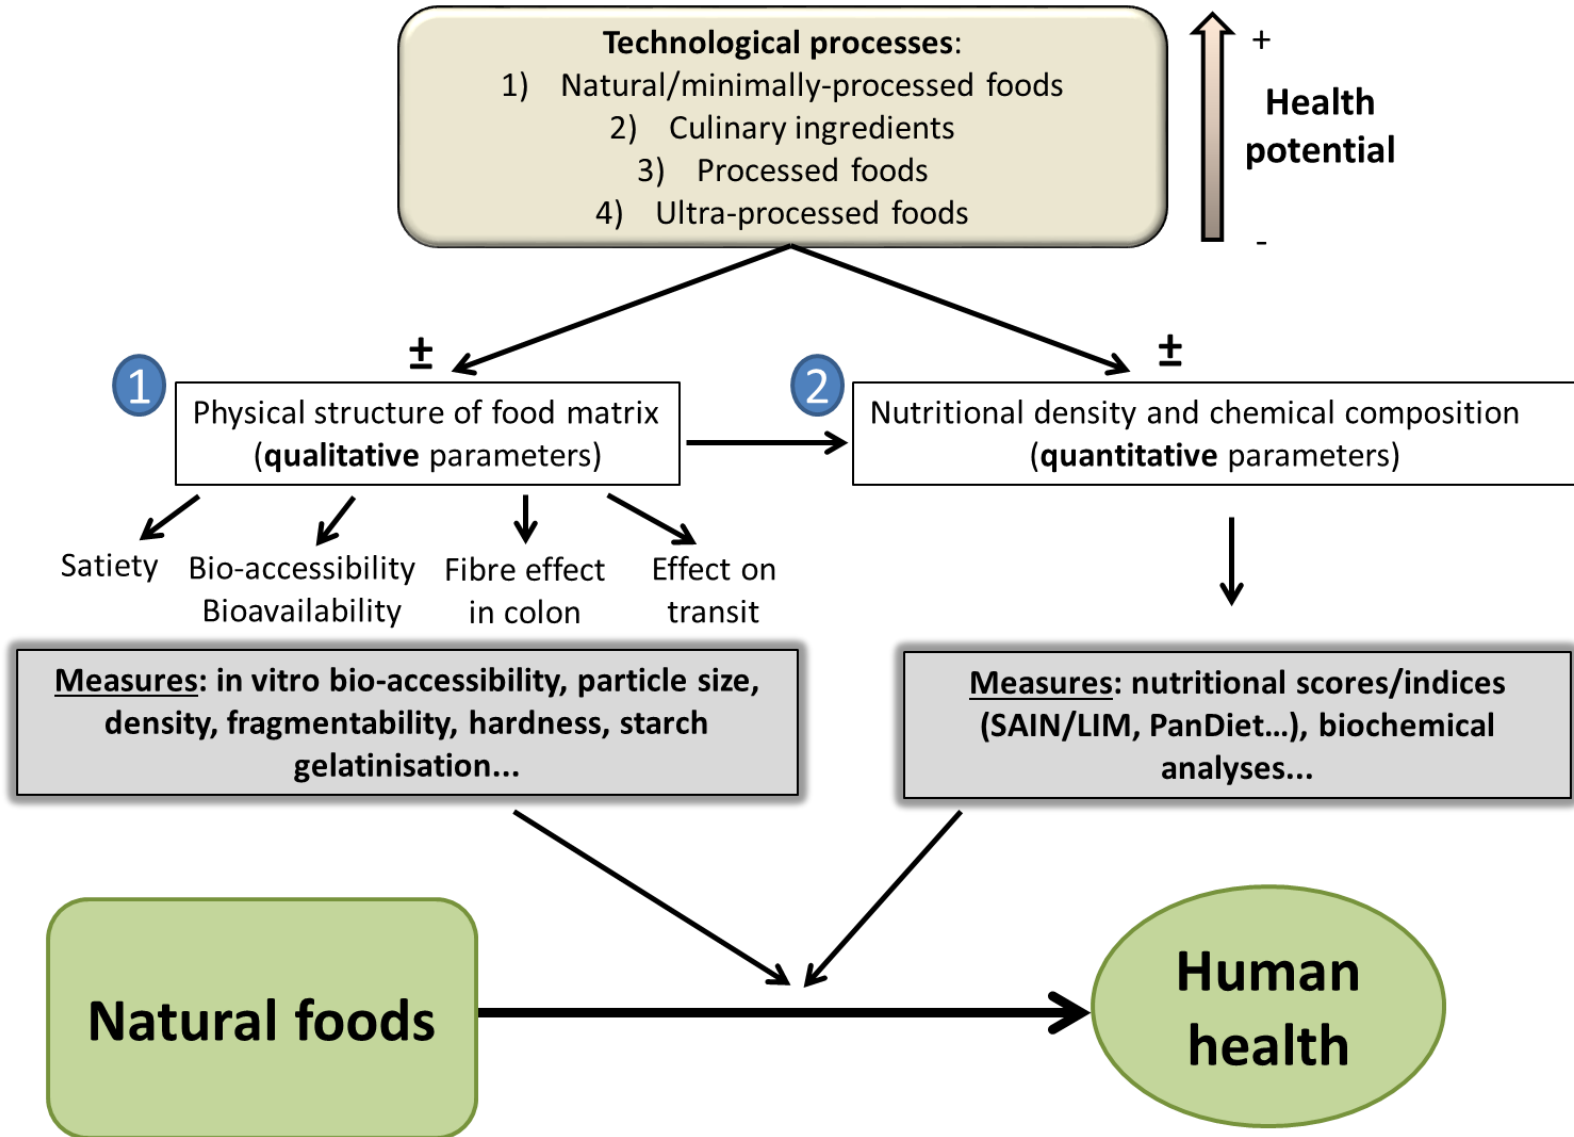 Technological processes:
1) Natural/minimally-processed foods
2) Culinary ingredients
3) Processed foods
4) Ultra-processed foods
+
Health
potential
-
±
±
1
Physical structure of food matrix
(qualitative parameters)
2
Nutritional density and chemical composition
(quantitative parameters)
Satiety
Bio-accessibility
Bioavailability
Fibre effect
in colon
Effect on
transit
Measures: in vitro bio-accessibility, particle size,
density, fragmentability, hardness, starch
gelatinisation...
Measures: nutritional scores/indices
(SAIN/LIM, PanDiet...), biochemical
analyses...
Natural foods
Human
health